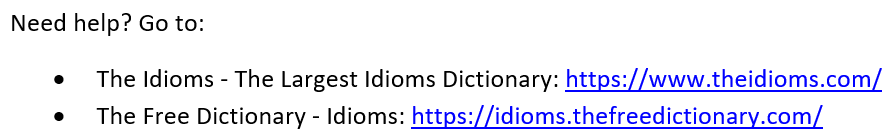 Need help? Go to:
• The Idioms - The Largest Idioms Dictionary: https://www.theidioms.com/
• The Free Dictionary - Idioms: https://idioms.thefreedictionary.com/